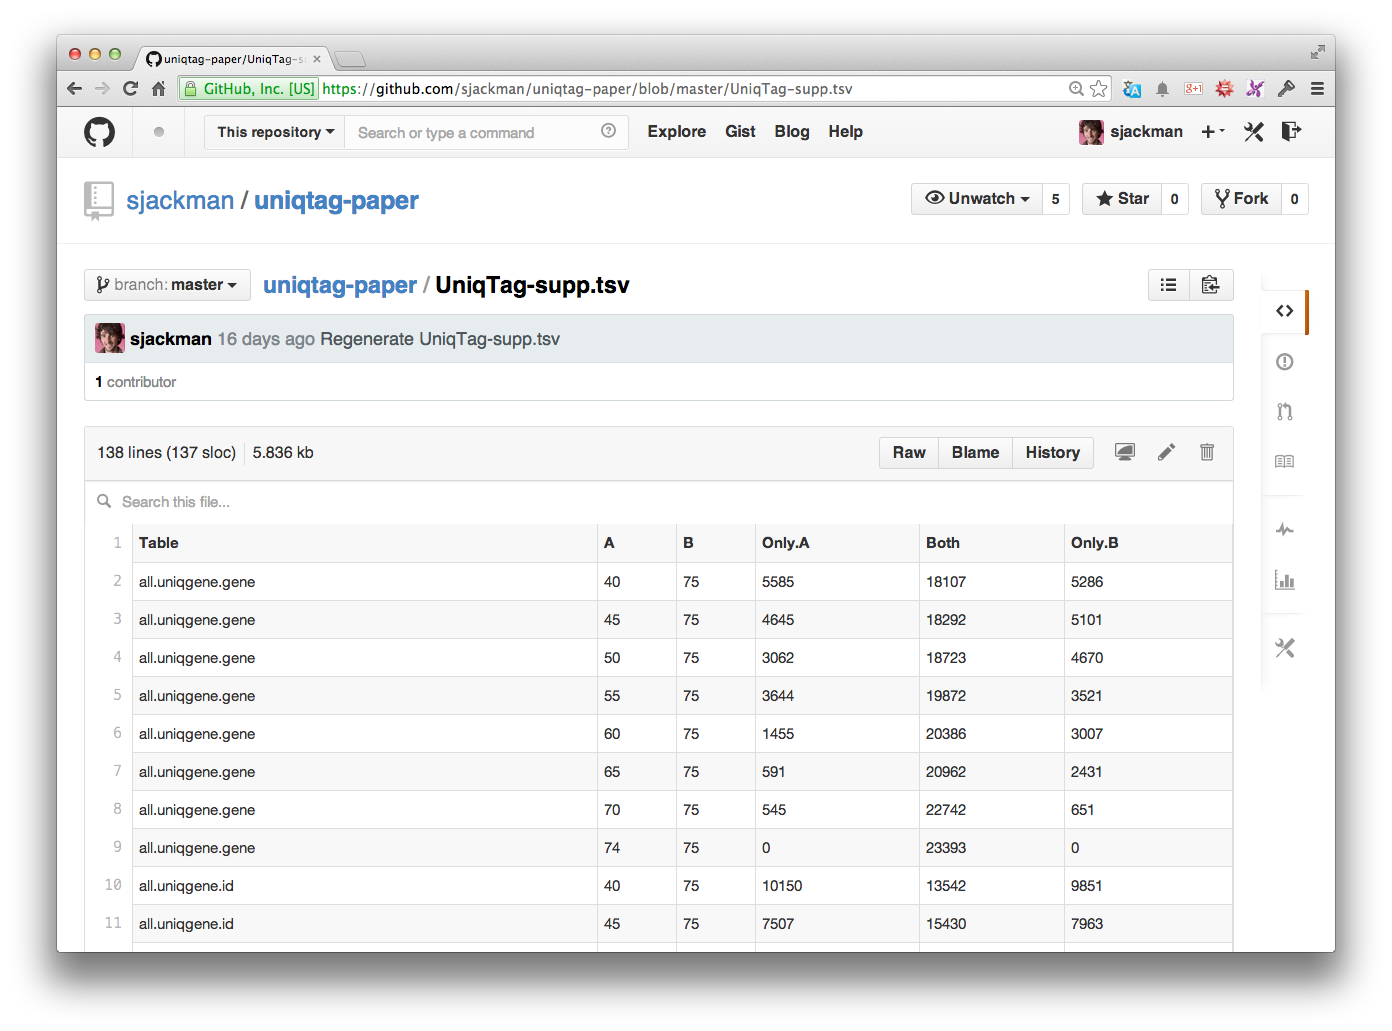 uniqtag-paper/UniqTag-s
GitHub, Inc. [US] https://github.com/sjackman/uniqtag-paper/blob/master/UniqTag-supp.tsv
This repository Search or type a command Explore Gist Blog Help sjackman
sjackman / uniqtag-paper Unwatch 5 Star 0 Fork 0
branch: master uniqtag-paper / UniqTag-supp.tsv
sjackman 16 days ago Regenerate UniqTag-supp.tsv
1 contributor
138 lines (137 sloc) 5.836 kb Raw Blame History
Search this file...
1 Table A B Only.A Both Only.B
2 all.uniqgene.gene 40 75 5585 18107 5286
3 all.uniqgene.gene 45 75 4645 18292 5101
4 all.uniqgene.gene 50 75 3062 18723 4670
5 all.uniqgene.gene 55 75 3644 19872 3521
6 all.uniqgene.gene 60 75 1455 20386 3007
7 all.uniqgene.gene 65 75 591 20962 2431
8 all.uniqgene.gene 70 75 545 22742 651
9 all.uniqgene.gene 74 75 0 23393 0
10 all.uniqgene.id 40 75 10150 13542 9851
11 all.uniqgene.id 45 75 7507 15430 7963